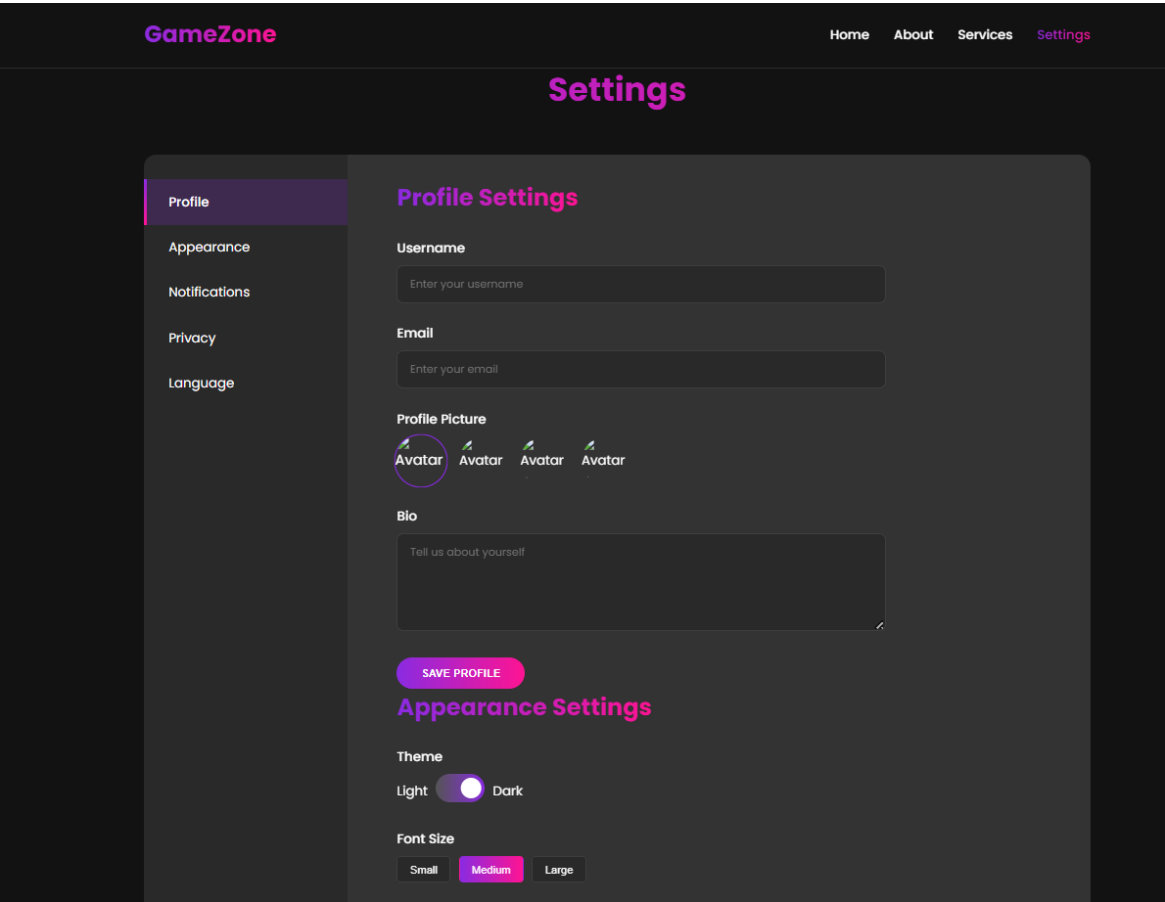 GameZone
Home About Services Settings
Settings
Profile
Appearance
Notifications
Privacy
Language
Profile Settings
Username
Enter your username
Email
Enter your email
Profile Picture
Avatar Avatar Avatar Avatar
Bio
Tell us about yourself
SAVE PROFILE
Appearance Settings
Theme
Light Dark
Font Size
Small Medium Large